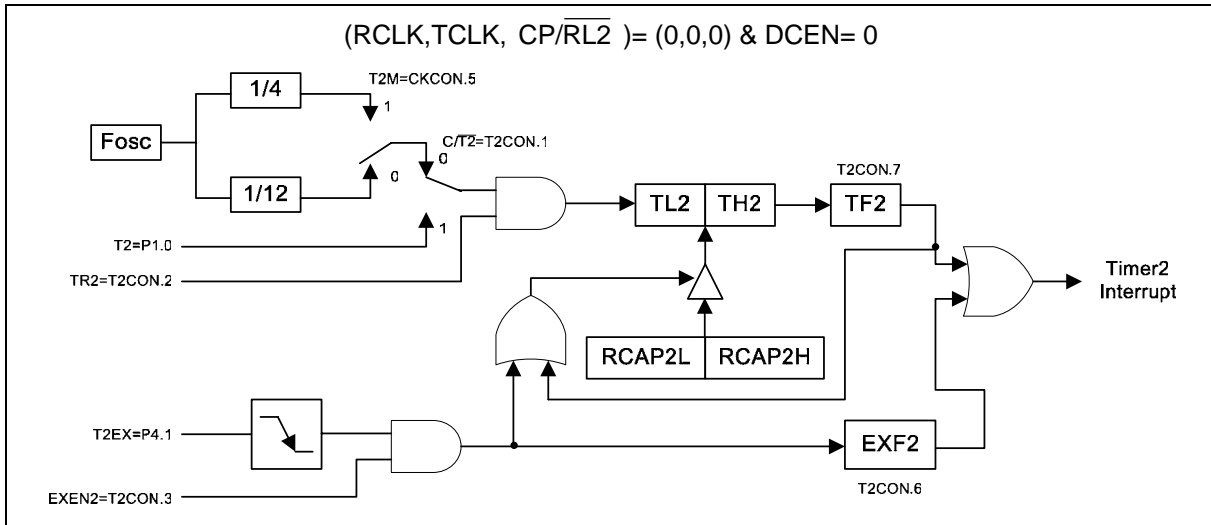 (RCLK,TCLK, CP/RL2 )= (0,0,0) & DCEN= 0
T2M=CKCON.5
1/4
1
Fosc
C/T2=T2CON.1
0
0
1/12
T2CON.7
TL2 TH2 TF2
1
T2=P1.0
TR2=T2CON.2
Timer2
Interrupt
RCAP2L RCAP2H
T2EX=P4.1
EXF2
EXEN2=T2CON.3
T2CON.6